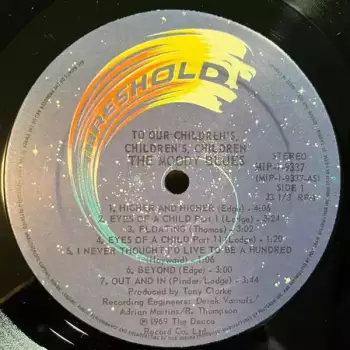 THRESHOLD
TO OUR CHILDREN'S,
CHILDREN'S, CHILDREN
THE MOODY BLUES
STEREO
MIP-1-9337
(MIP-1-9337-AS)
SIDE 1
33 1/3 RPM
1. HIGHER AND HIGHER (Edge) - 4:06
2. EYES OF A CHILD Part I (Lodge) - 3:24
3. FLOATING (Thomas) - 3:02
4. EYES OF A CHILD Part 11 (Lodge) - 1:20
5. I NEVER THOUGHT I'D LIVE TO BE A HUNDRED
(Hayward) - 1:06
6. BEYOND (Edge) - 3:00
7. OUT AND IN (Pinder, Lodge) - 3:44
Produced by Tony Clarke
Recording Engineers: Derek Varnals/
Adrian Martins/R. Thompson
℗1969 The Decca
Record Co. Ltd.